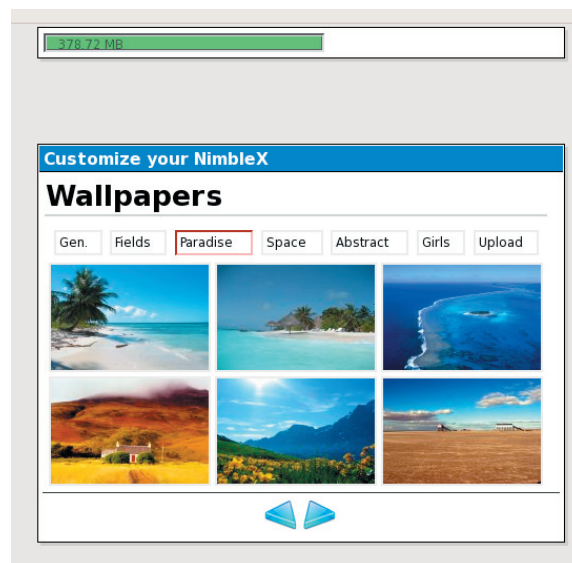 378.72 MB
Customize your NimbleX
Wallpapers
Gen. Fields Paradise Space Abstract Girls Upload